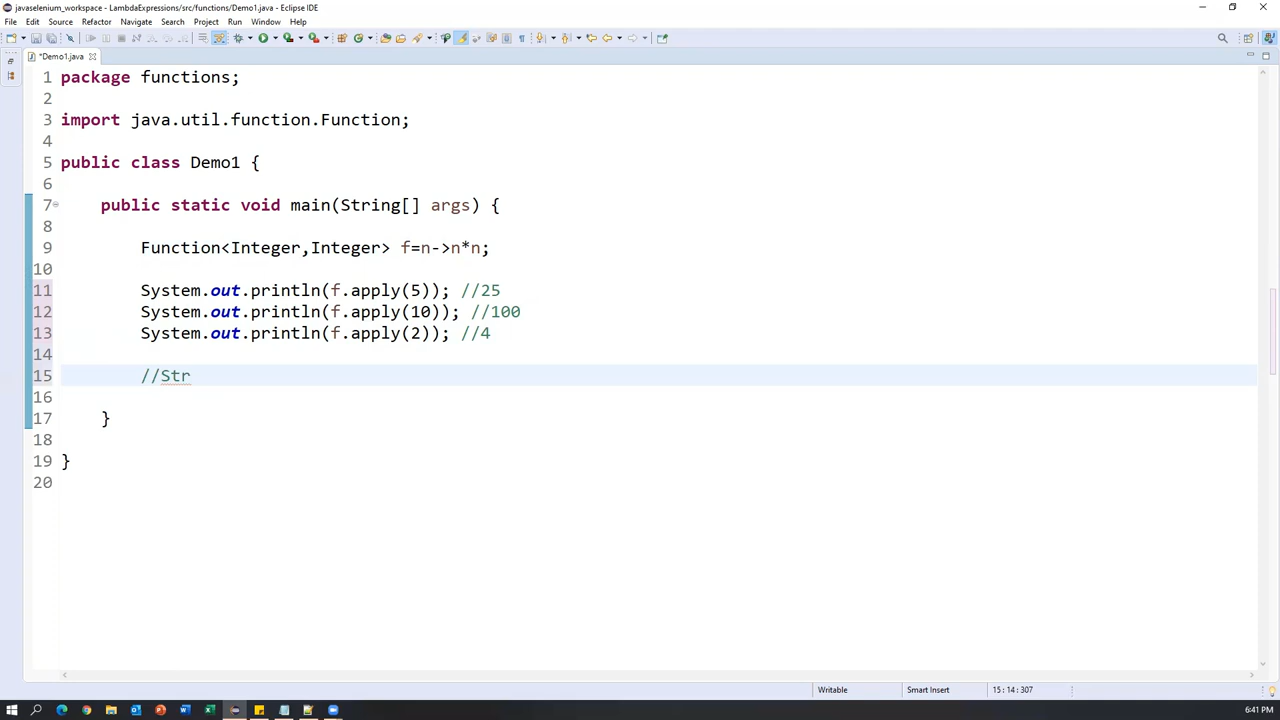 javaselenium_workspace - LambdaExpressions/src/functions/Demo1.java - Eclipse IDE
File Edit Source Refactor Navigate Search Project Run Window Help
*Demo1.java
1 package functions;
2
3 import java.util.function.Function;
4
5 public class Demo1 {
6
7 public static void main(String[] args) {
8
9 Function<Integer,Integer> f=n->n*n;
10
11 System.out.println(f.apply(5)); //25
12 System.out.println(f.apply(10)); //100
13 System.out.println(f.apply(2)); //4
14
15 //Str
16
17 }
18
19 }
20
Writable Smart Insert 15 : 14 : 307
6:41 PM